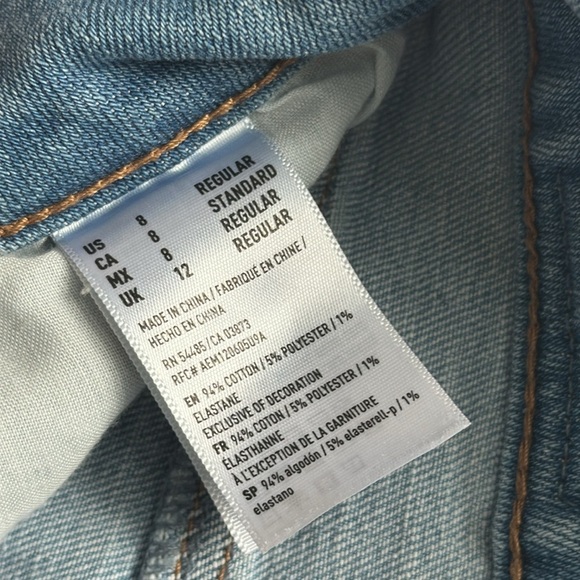 US 8 REGULAR
CA 8 STANDARD
MX 8 REGULAR
UK 12 REGULAR
MADE IN CHINA / FABRIQUÉ EN CHINE /
HECHO EN CHINA
RN 54485 / CA 03873
RFC# AEM120605U9A
EN 94% COTTON / 5% POLYESTER / 1%
ELASTANE
EXCLUSIVE OF DECORATION
FR 94% COTON / 5% POLYESTER / 1%
ÉLASTHANNE
À L'EXCEPTION DE LA GARNITURE
SP 94% algodón / 5% elasterell-p / 1%
elastano